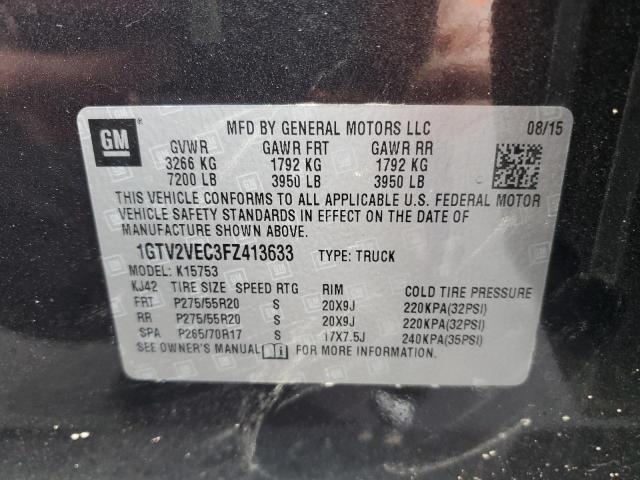 GM ® MFD BY GENERAL MOTORS LLC 08/15
GVWR GAWR FRT GAWR RR
3266 KG 1792 KG 1792 KG
7200 LB 3950 LB 3950 LB
THIS VEHICLE CONFORMS TO ALL APPLICABLE U.S. FEDERAL MOTOR
VEHICLE SAFETY STANDARDS IN EFFECT ON THE DATE OF
MANUFACTURE SHOWN ABOVE.
1GTV2VEC3FZ413633 TYPE: TRUCK
MODEL: K15753
KJ42 TIRE SIZE SPEED RTG RIM COLD TIRE PRESSURE
FRT P275/55R20 S 20X9J 220KPA(32PSI)
RR P275/55R20 S 20X9J 220KPA(32PSI)
SPA P265/70R17 S 17X7.5J 240KPA(35PSI)
SEE OWNER'S MANUAL i FOR MORE INFORMATION.